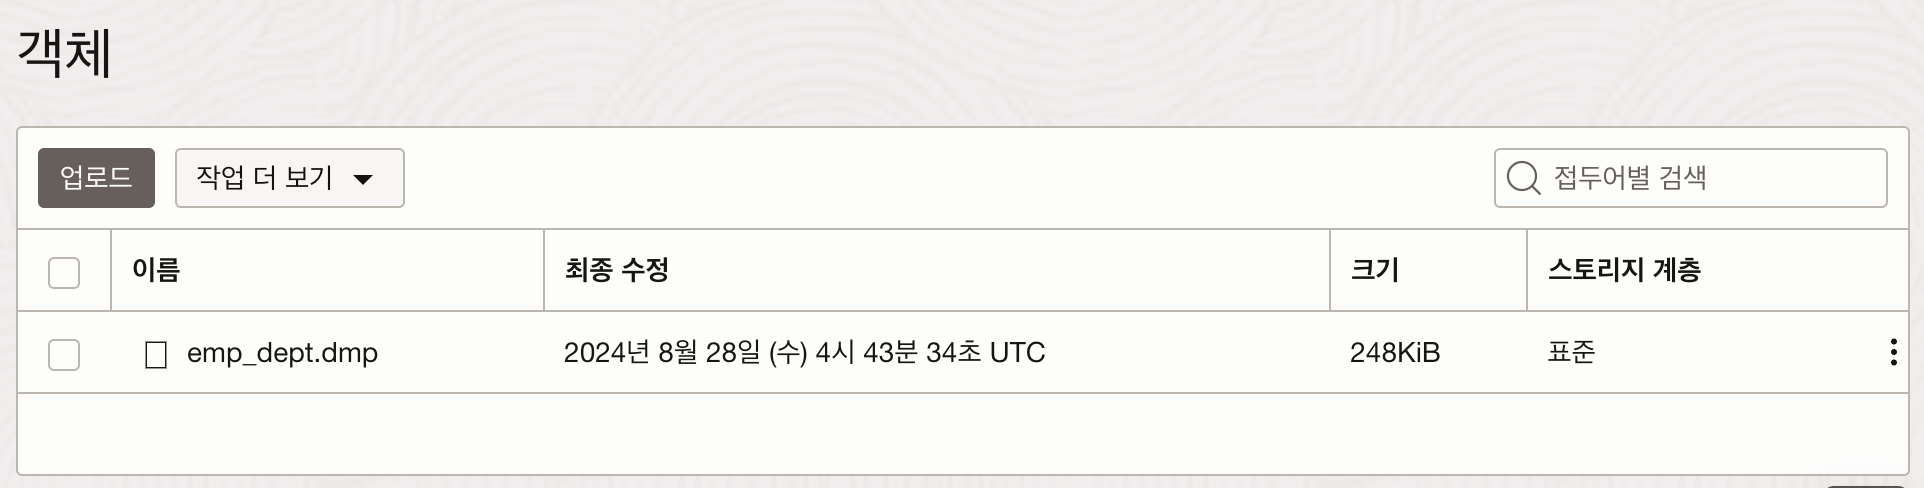 객체
업로드 작업 더 보기 접두어별 검색
이름 최종 수정 크기 스토리지 계층
emp_dept.dmp 2024년 8월 28일 (수) 4시 43분 34초 UTC 248KiB 표준